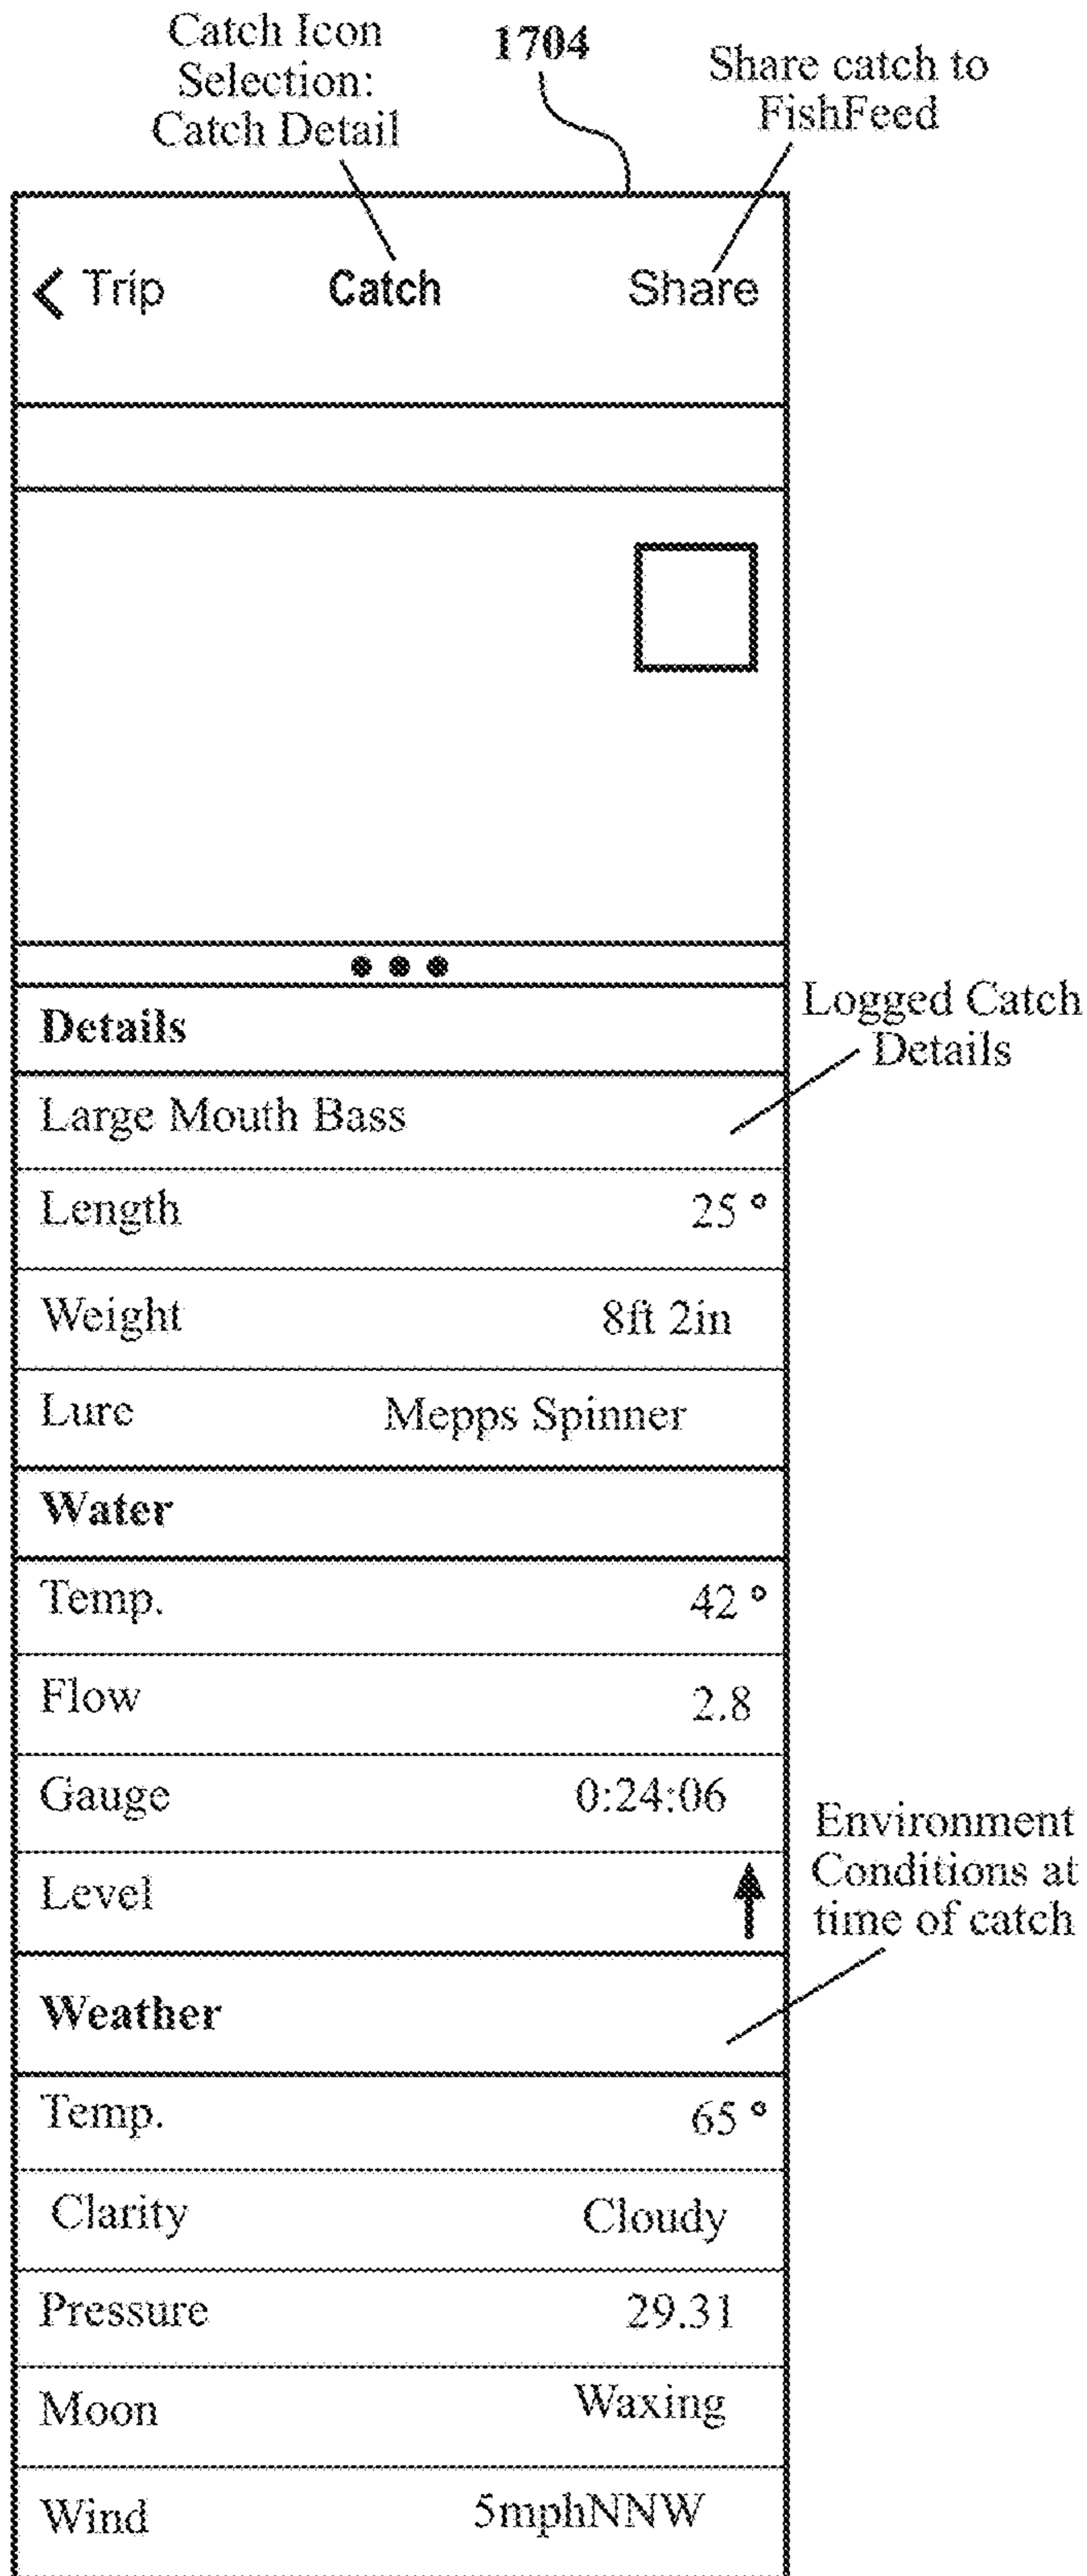 Catch Icon
Selection:
Catch Detail
1704
Share catch to
FishFeed
< Trip Catch Share
Details
Logged Catch
Details
Large Mouth Bass
Length 25 °
Weight 8ft 2in
Lure Mepps Spinner
Water
Temp. 42 °
Flow 2.8
Gauge 0:24:06
Level ↑
Environment
Conditions at
time of catch
Weather
Temp. 65 °
Clarity Cloudy
Pressure 29.31
Moon Waxing
Wind 5mphNNW